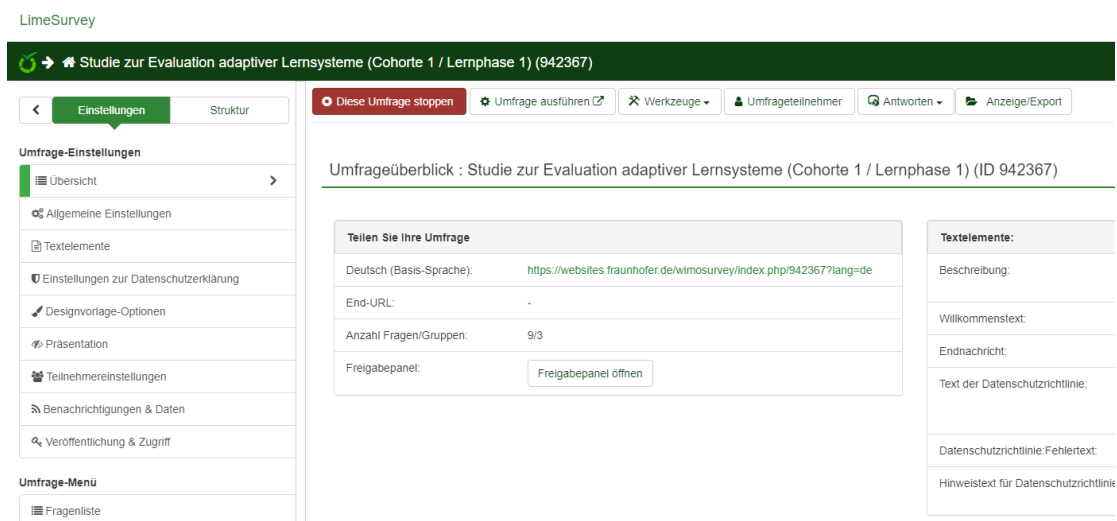 LimeSurvey
Studie zur Evaluation adaptiver Lernsysteme (Cohorte 1 / Lernphase 1) (942367)
Einstellungen
Struktur
Umfrage-Einstellungen
Übersicht
Allgemeine Einstellungen
Textelemente
Einstellungen zur Datenschutzerklärung
Designvorlage-Optionen
Präsentation
Teilnehmereinstellungen
Benachrichtigungen & Daten
Veröffentlichung & Zugriff
Umfrage-Menü
Fragenliste
Diese Umfrage stoppen
Umfrage ausführen
Werkzeuge
Umfrageteilnehmer
Antworten
Anzeige/Export
Umfrageüberblick : Studie zur Evaluation adaptiver Lernsysteme (Cohorte 1 / Lernphase 1) (ID 942367)
Teilen Sie Ihre Umfrage
Deutsch (Basis-Sprache): https://websites.fraunhofer.de/wimosurvey/index.php/942367?lang=de
End-URL: -
Anzahl Fragen/Gruppen: 9/3
Freigabepanel: Freigabepanel öffnen
Textelemente:
Beschreibung:
Willkommenstext:
Endnachricht:
Text der Datenschutzrichtlinie:
Datenschutzrichtlinie:Fehlertext:
Hinweistext für Datenschutzrichtlinie